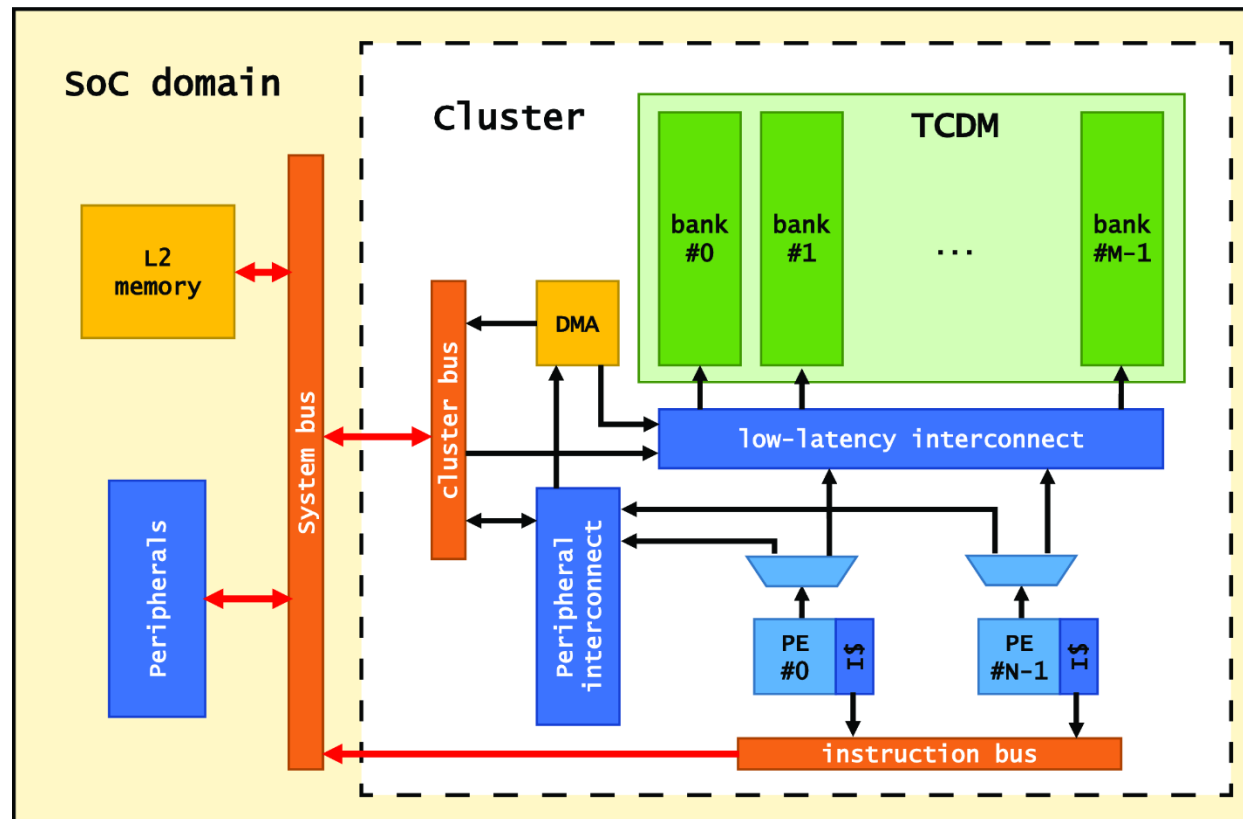 SoC domain
Cluster
TCDM
bank
#0
bank
#1
...
bank
#M-1
L2
memory
DMA
System bus
cluster bus
low-latency interconnect
Peripherals
Peripheral
interconnect
PE
#0
I$
PE
#N-1
I$
instruction bus